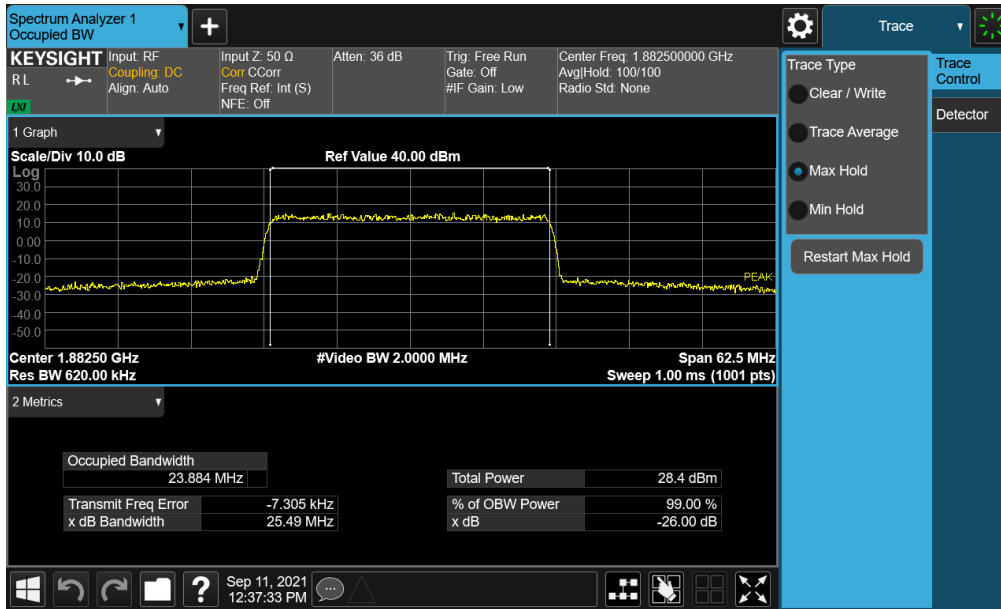 Spectrum Analyzer 1
Occupied BW
+
Trace
KEYSIGHT
R L
LXI
Input: RF
Coupling: DC
Align: Auto
Input Z: 50 Ω
Corr CCorr
Freq Ref: Int (S)
NFE: Off
Atten: 36 dB
Trig: Free Run
Gate: Off
#IF Gain: Low
Center Freq: 1.882500000 GHz
Avg|Hold: 100/100
Radio Std: None
Trace Type
Clear / Write
Trace Average
Max Hold
Min Hold
Restart Max Hold
Trace
Control
Detector
1 Graph
Scale/Div 10.0 dB
Ref Value 40.00 dBm
Log
30.0
20.0
10.0
0.00
-10.0
-20.0
-30.0
-40.0
-50.0
PEAK
Center 1.88250 GHz
#Video BW 2.0000 MHz
Span 62.5 MHz
Res BW 620.00 kHz
Sweep 1.00 ms (1001 pts)
2 Metrics
Occupied Bandwidth
23.884 MHz
Total Power 28.4 dBm
Transmit Freq Error -7.305 kHz
% of OBW Power 99.00 %
x dB Bandwidth 25.49 MHz
x dB -26.00 dB
?
Sep 11, 2021
12:37:33 PM